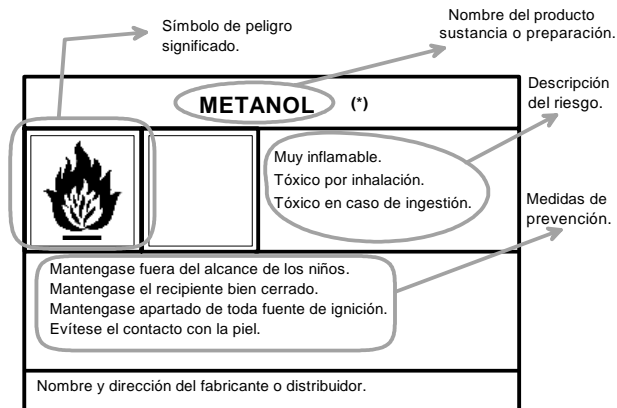 Símbolo de peligro
significado.
Nombre del producto
sustancia o preparación.
METANOL (*)
Descripción
del riesgo.
Muy inflamable.
Tóxico por inhalación.
Tóxico en caso de ingestión.
Medidas de
prevención.
Mantengase fuera del alcance de los niños.
Mantengase el recipiente bien cerrado.
Mantengase apartado de toda fuente de ignición.
Evítese el contacto con la piel.
Nombre y dirección del fabricante o distribuidor.